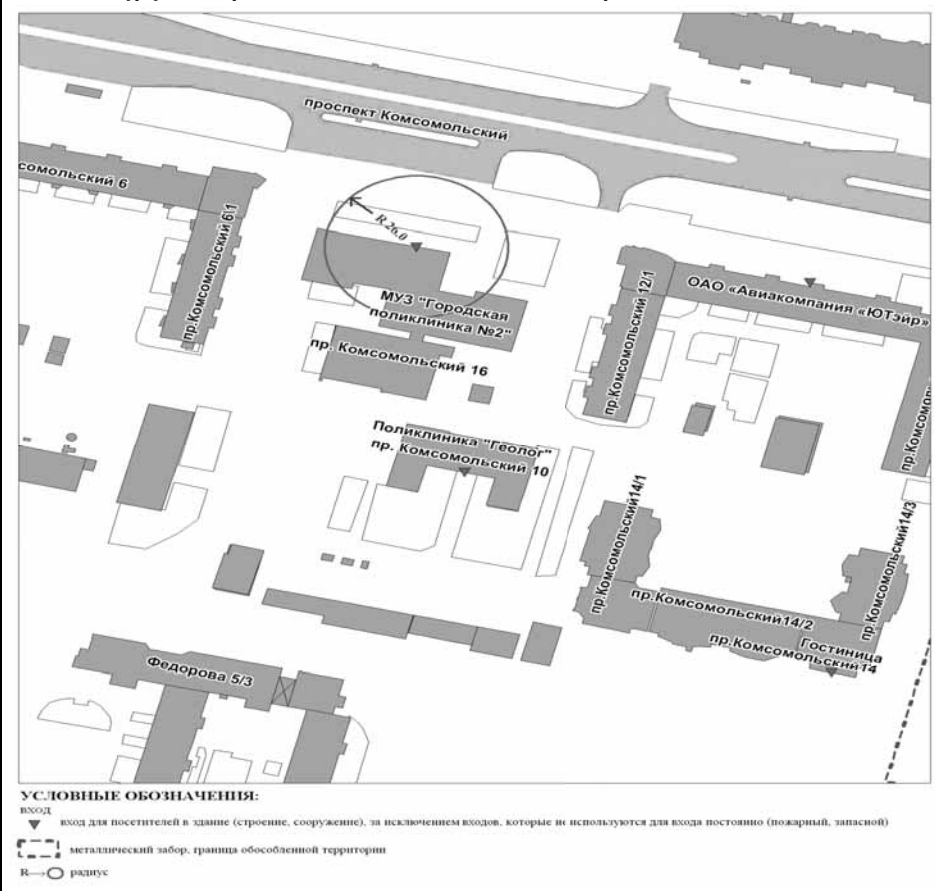 проспект Комсомольский
сомольский 6
пр.Комсомольский 6\1
R 26.0
МУЗ "Городская
поликлиника №2"
пр. Комсомольский 16
пр.Комсомольский 12/1
ОАО «Авиакомпания «ЮТэйр»
Поликлиника "Геолог"
пр. Комсомольский 10
пр.Комсомольский14/1
пр.Комсомольский14/2
пр.Комсомольский14/3
Гостиница
пр.Комсомольский14
Федорова 5/3
УСЛОВНЫЕ ОБОЗНАЧЕНИЯ:
вход
вход для посетителей в здание (строение, сооружение), за исключением входов, которые не используются для входа постоянно (пожарный, запасной)
металлический забор, граница обособленной территории
R радиус